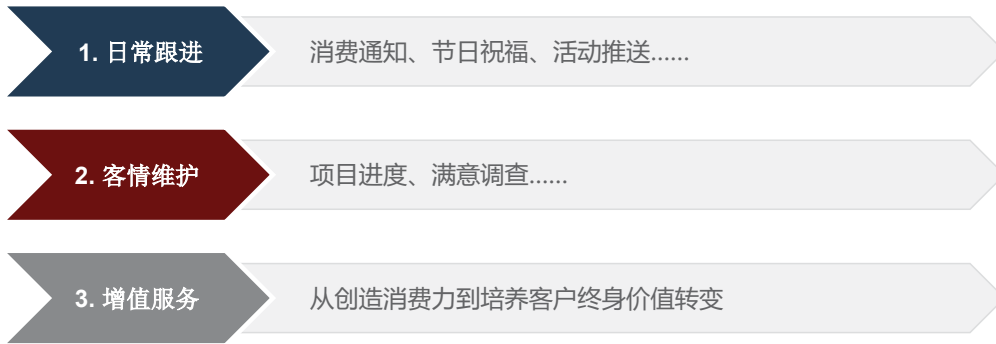 1. 日常跟进
消费通知、节日祝福、活动推送......
2. 客情维护
项目进度、满意调查......
3. 增值服务
从创造消费力到培养客户终身价值转变